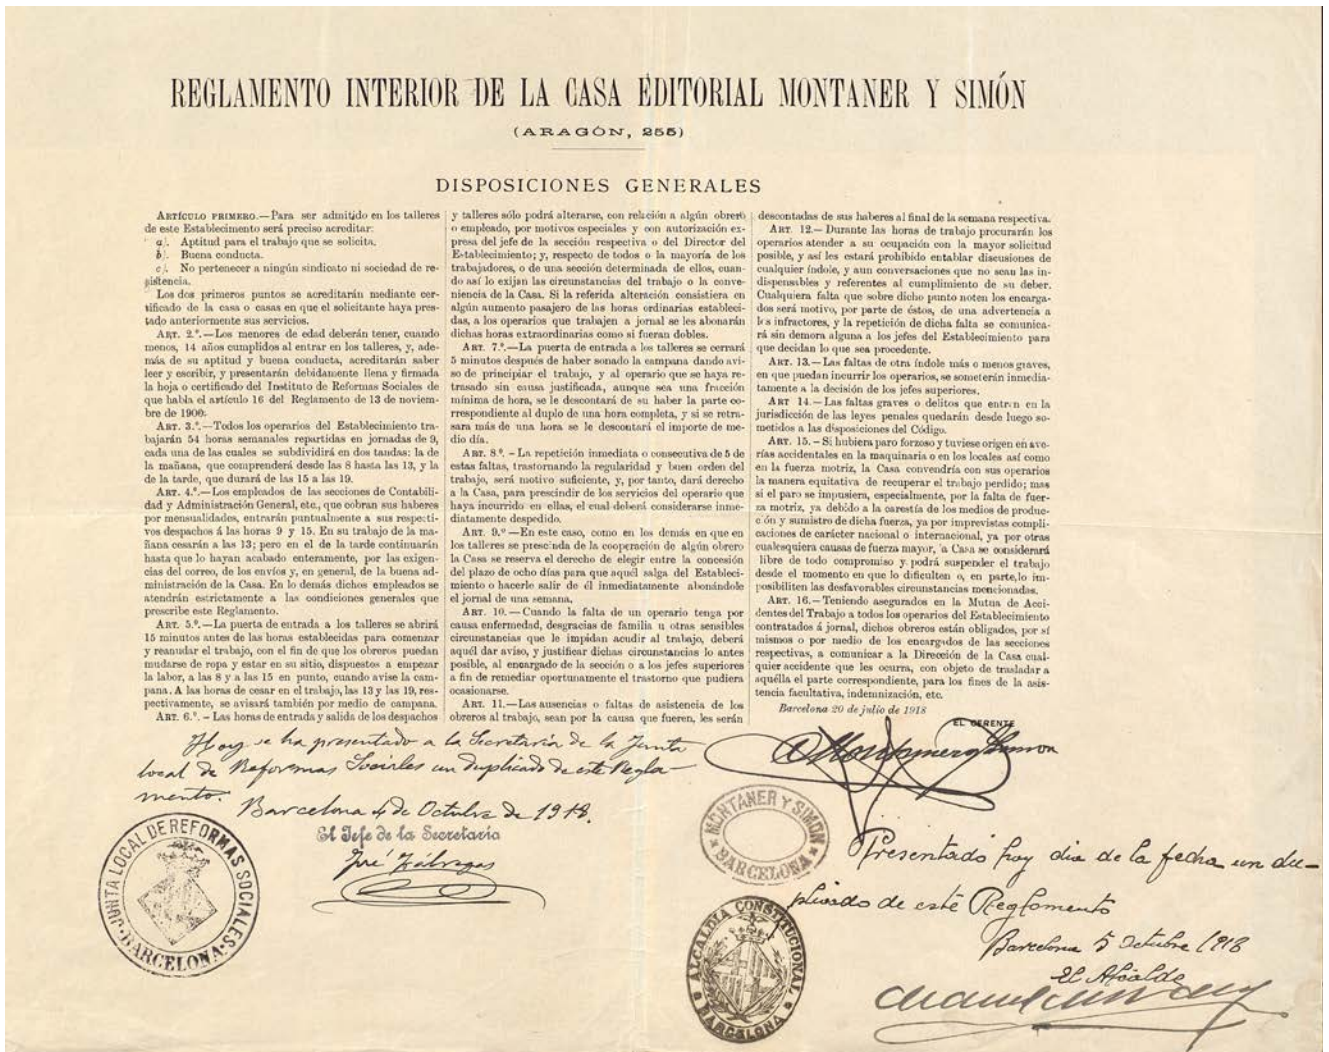 REGLAMENTO INTERIOR DE LA CASA EDITORIAL MONTANER Y SIMÓN
(ARAGÓN, 255)
DISPOSICIONES GENERALES
ARTÍCULO PRIMERO.—Para ser admitido en los talleres
de este Establecimiento será preciso acreditar:
a). Aptitud para el trabajo que se solicita.
b). Buena conducta.
c). No pertenecer a ningún sindicato ni sociedad de re-
sistencia.
Los dos primeros puntos se acreditarán mediante cer-
tificado de la casa o casas en que el solicitante haya pres-
tado anteriormente sus servicios.
ART. 2.º—Los menores de edad deberán tener, cuando
menos, 14 años cumplidos al entrar en los talleres, y, ade-
más de su aptitud y buena conducta, acreditarán saber
leer y escribir, y presentarán debidamente llena y firmada
la hoja o certificado del Instituto de Reformas Sociales de
que habla el artículo 16 del Reglamento de 13 de noviem-
bre de 1900.
ART. 3.º—Todos los operarios del Establecimiento tra-
bajarán 54 horas semanales repartidas en jornadas de 9,
cada una de las cuales se subdividirá en dos tandas: la de
la mañana, que comprenderá desde las 8 hasta las 13, y la
de la tarde, que durará de las 15 a las 19.
ART. 4.º—Los empleados de las secciones de Contabili-
dad y Administración General, etc., que cobran sus haberes
por mensualidades, entrarán puntualmente a sus respecti-
vos despachos á las horas 9 y 15. En su trabajo de la ma-
ñana cesarán a las 13; pero en el de la tarde continuarán
hasta que lo hayan acabado enteramente, por las exigen-
cias del correo, de los envíos y, en general, de la buena ad-
ministración de la Casa. En lo demás dichos empleados se
atendrán estrictamente a las condiciones generales que
prescribe este Reglamento.
ART. 5.º—La puerta de entrada a los talleres se abrirá
15 minutos antes de las horas establecidas para comenzar
y reanudar el trabajo, con el fin de que los obreros puedan
mudarse de ropa y estar en su sitio, dispuestos a empezar
la labor, a las 8 y a las 15 en punto, cuando avise la cam-
pana. A las horas de cesar en el trabajo, las 13 y las 19, res-
pectivamente, se avisará también por medio de campana.
ART. 6.º - Las horas de entrada y salida de los despachos
y talleres sólo podrá alterarse, con relación a algún obrero
o empleado, por motivos especiales y con autorización ex-
presa del jefe de la sección respectiva o del Director del
Establecimiento; y, respecto de todos o la mayoría de los
trabajadores, o de una sección determinada de ellos, cuan-
do así lo exijan las circunstancias del trabajo o la conve-
niencia de la Casa. Si la referida alteración consistiera en
algún aumento pasajero de las horas ordinarias estableci-
das, a los operarios que trabajen a jornal se les abonarán
dichas horas extraordinarias como si fueran dobles.
ART. 7.º—La puerta de entrada a los talleres se cerrará
5 minutos después de haber sonado la campana dando avi-
so de principiar el trabajo, y al operario que se haya re-
trasado sin causa justificada, aunque sea una fracción
mínima de hora, se le descontará de su haber la parte co-
rrespondiente al duplo de una hora completa, y si se retra-
sara más de una hora se le descontará el importe de me-
dio día.
ART. 8.º - La repetición inmediata o consecutiva de 5 de
estas faltas, trastornando la regularidad y buen orden del
trabajo, será motivo suficiente, y, por tanto, dará derecho
a la Casa, para prescindir de los servicios del operario que
haya incurrido en ellas, el cual deberá considerarse inme-
diatamente despedido.
ART. 9.º—En este caso, como en los demás en que en
los talleres se prescinda de la cooperación de algún obrero
la Casa se reserva el derecho de elegir entre la concesión
del plazo de ocho días para que aquél salga del Estableci-
miento o hacerlo salir de él inmediatamente abonándole
el jornal de una semana.
ART. 10.—Cuando la falta de un operario tenga por
causa enfermedad, desgracias de familia u otras sensibles
circunstancias que le impidan acudir al trabajo, deberá
aquél dar aviso, y justificar dichas circunstancias lo antes
posible, al encargado de la sección o a los jefes superiores
a fin de remediar oportunamente el trastorno que pudiera
ocasionarse.
ART. 11.—Las ausencias o faltas de asistencia de los
obreros al trabajo, sean por la causa que fueren, les serán
descontadas de sus haberes al final de la semana respectiva.
ART. 12.—Durante las horas de trabajo procurarán los
operarios atender a su ocupación con la mayor solicitud
posible, y así les estará prohibido entablar discusiones de
cualquier índole, y aun conversaciones que no sean las in-
dispensables y referentes al cumplimiento de su deber.
Cualquiera falta que sobre dicho punto noten los encarga-
dos será motivo, por parte de éstos, de una advertencia a
los infractores, y la repetición de dicha falta se comunica-
rá sin demora alguna a los jefes del Establecimiento para
que decidan lo que sea procedente.
ART. 13.—Las faltas de otra índole más o menos graves,
en que puedan incurrir los operarios, se someterán inmedia-
tamente a la decisión de los jefes superiores.
ART 14.—Las faltas graves o delitos que entren en la
jurisdicción de las leyes penales quedarán desde luego so-
metidos a las disposiciones del Código.
ART. 15.-Si hubiera paro forzoso y tuviese origen en ave-
rías accidentales en la maquinaria o en los locales así como
en la fuerza motriz, la Casa convendría con sus operarios
la manera equitativa de recuperar el trabajo perdido; mas
si el paro se impusiera, especialmente, por la falta de fuer-
za motriz, ya debido a la carestía de los medios de produc-
ción y suministro de dicha fuerza, ya por imprevistas compli-
caciones de carácter nacional o internacional, ya por otras
cualesquiera causas de fuerza mayor, la Casa se considerará
libre de todo compromiso y podrá suspender el trabajo
desde el momento en que lo dificulten o, en parte, lo im-
posibiliten las desfavorables circunstancias mencionadas.
ART. 16.—Teniendo asegurados en la Mutua de Acci-
dentes del Trabajo a todos los operarios del Establecimiento
contratados á jornal, dichos obreros están obligados, por sí
mismos o por medio de los encargados de las secciones
respectivas, a comunicar a la Dirección de la Casa cual-
quier accidente que les ocurra, con objeto de trasladar a
aquélla el parte correspondiente, para los fines de la asis-
tencia facultativa, indemnización, etc.
Barcelona 20 de julio de 1918
EL GERENTE
Montaner y Simon
Hoy se ha presentado a la Secretaría de la Junta
local de Reformas Sociales un duplicado de este Regla-
mento.
Barcelona 4 de Octubre de 1918.
El Jefe de la Secretaría
José
JUNTA LOCAL DE REFORMAS SOCIALES
BARCELONA
MONTANER Y SIMON
BARCELONA
Presentado hoy dia de la fecha un du-
plicado de este Reglamento
Barcelona 5 Octubre 1918
El Alcalde
ALCALDIA CONSTITUCIONAL
BARCELONA